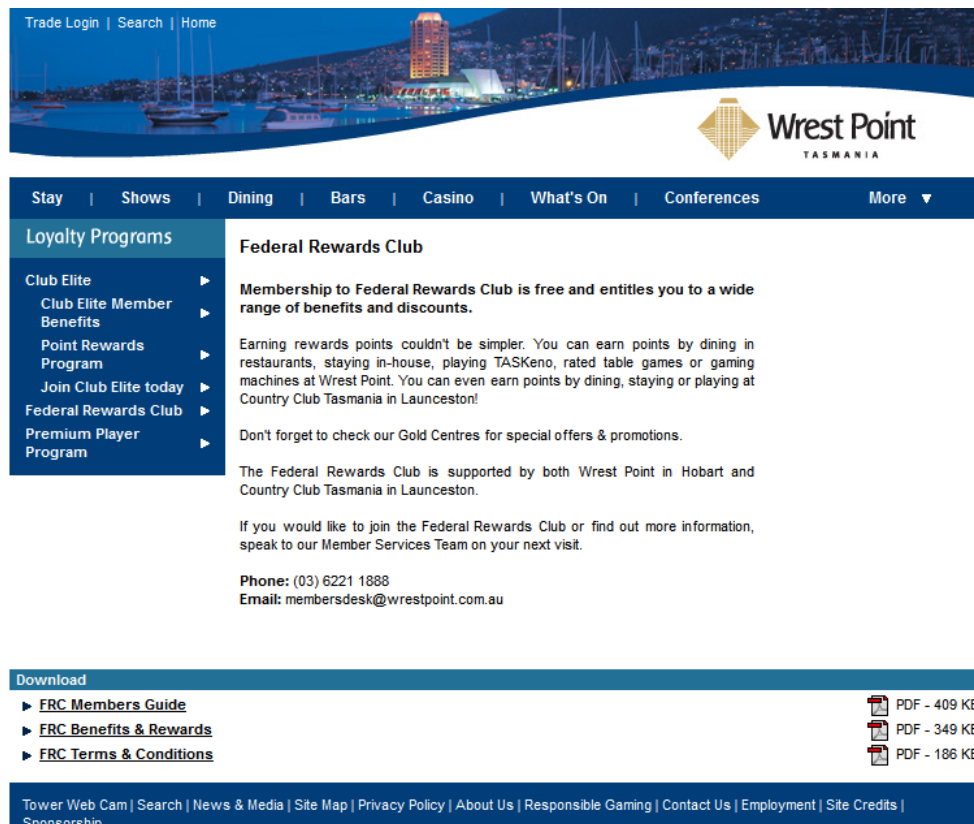 Trade Login | Search | Home
Wrest Point
TASMANIA
Stay | Shows | Dining | Bars | Casino | What's On | Conferences More ▼
Loyalty Programs
Club Elite
Club Elite Member
Benefits
Point Rewards
Program
Join Club Elite today
Federal Rewards Club
Premium Player
Program
Federal Rewards Club
Membership to Federal Rewards Club is free and entitles you to a wide
range of benefits and discounts.
Earning rewards points couldn't be simpler. You can earn points by dining in
restaurants, staying in-house, playing TASKeno, rated table games or gaming
machines at Wrest Point. You can even earn points by dining, staying or playing at
Country Club Tasmania in Launceston!
Don't forget to check our Gold Centres for special offers & promotions.
The Federal Rewards Club is supported by both Wrest Point in Hobart and
Country Club Tasmania in Launceston.
If you would like to join the Federal Rewards Club or find out more information,
speak to our Member Services Team on your next visit.
Phone: (03) 6221 1888
Email: membersdesk@wrestpoint.com.au
Download
FRC Members Guide PDF - 409 KB
FRC Benefits & Rewards PDF - 349 KB
FRC Terms & Conditions PDF - 186 KB
Tower Web Cam | Search | News & Media | Site Map | Privacy Policy | About Us | Responsible Gaming | Contact Us | Employment | Site Credits |
Sponsorship